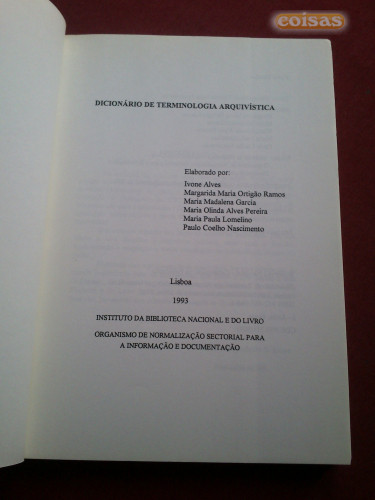 coisas
DICIONÁRIO DE TERMINOLOGIA ARQUIVÍSTICA
Elaborado por:
Ivone Alves
Margarida Maria Ortigão Ramos
Maria Madalena Garcia
Maria Olinda Alves Pereira
Maria Paula Lomelino
Paulo Coelho Nascimento
Lisboa
1993
INSTITUTO DA BIBLIOTECA NACIONAL E DO LIVRO
ORGANISMO DE NORMALIZAÇÃO SECTORIAL PARA
A INFORMAÇÃO E DOCUMENTAÇÃO